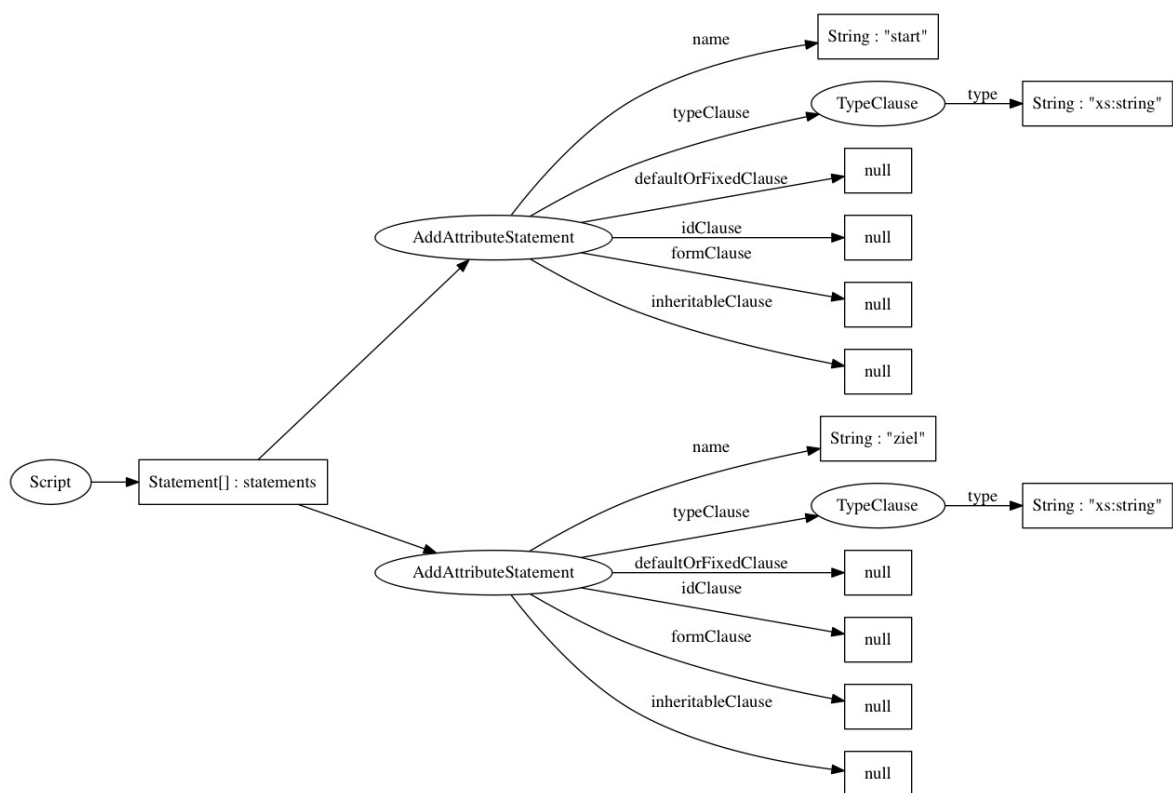 name
String : "start"
typeClause
TypeClause
type
String : "xs:string"
defaultOrFixedClause
null
AddAttributeStatement
idClause
null
formClause
null
inheritableClause
null
Script
Statement[] : statements
name
String : "ziel"
typeClause
TypeClause
type
String : "xs:string"
AddAttributeStatement
defaultOrFixedClause
null
idClause
null
formClause
null
inheritableClause
null